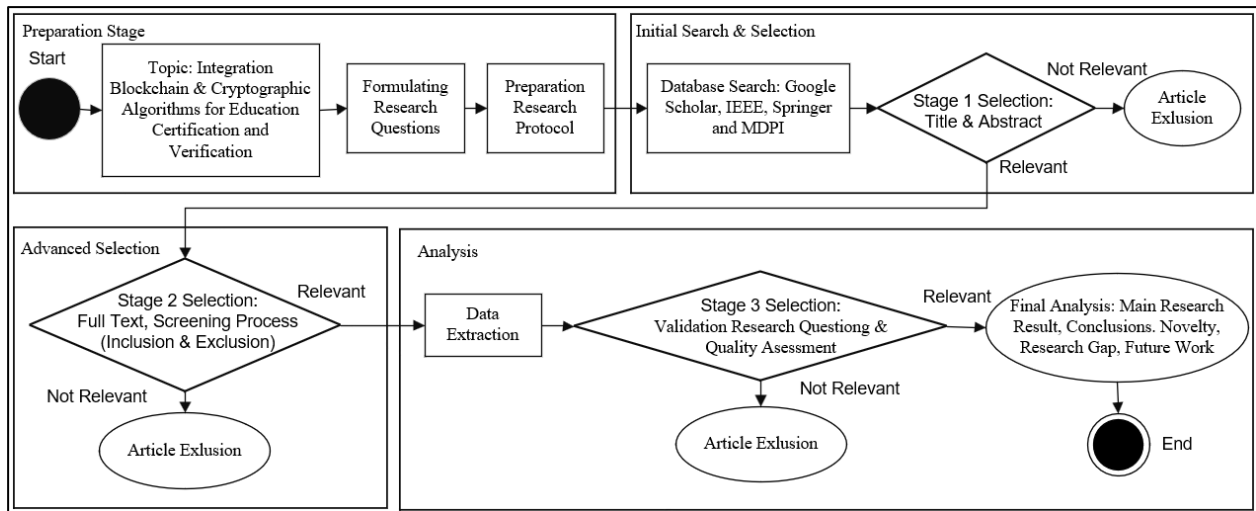 Preparation Stage
Start
Topic: Integration
Blockchain & Cryptographic
Algorithms for Education
Certification and
Verification
Formulating
Research
Questions
Preparation
Research
Protocol
Initial Search & Selection
Database Search: Google
Scholar, IEEE, Springer
and MDPI
Stage 1 Selection:
Title & Abstract
Not Relevant
Article
Exlusion
Relevant
Advanced Selection
Stage 2 Selection:
Full Text, Screening Process
(Inclusion & Exclusion)
Relevant
Not Relevant
Article Exlusion
Analysis
Data
Extraction
Stage 3 Selection:
Validation Research Questiong &
Quality Asessment
Relevant
Not Relevant
Article Exlusion
Final Analysis: Main Research
Result, Conclusions. Novelty,
Research Gap, Future Work
End